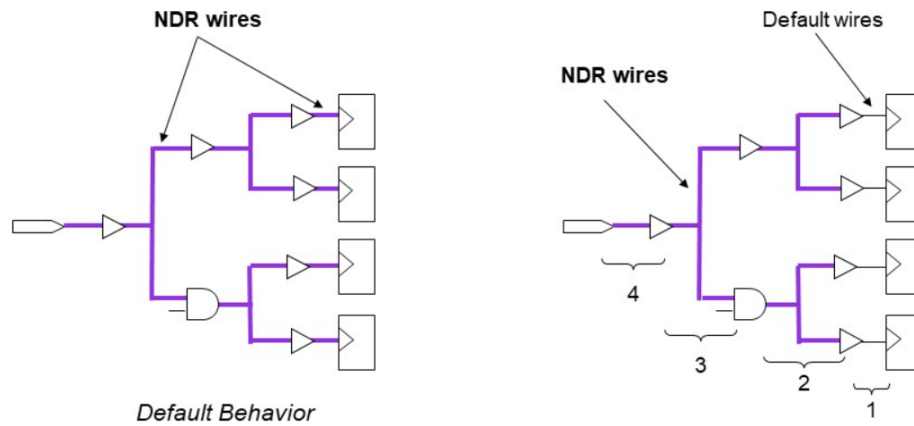 NDR wires
Default Behavior
Default wires
NDR wires
4
3
2
1